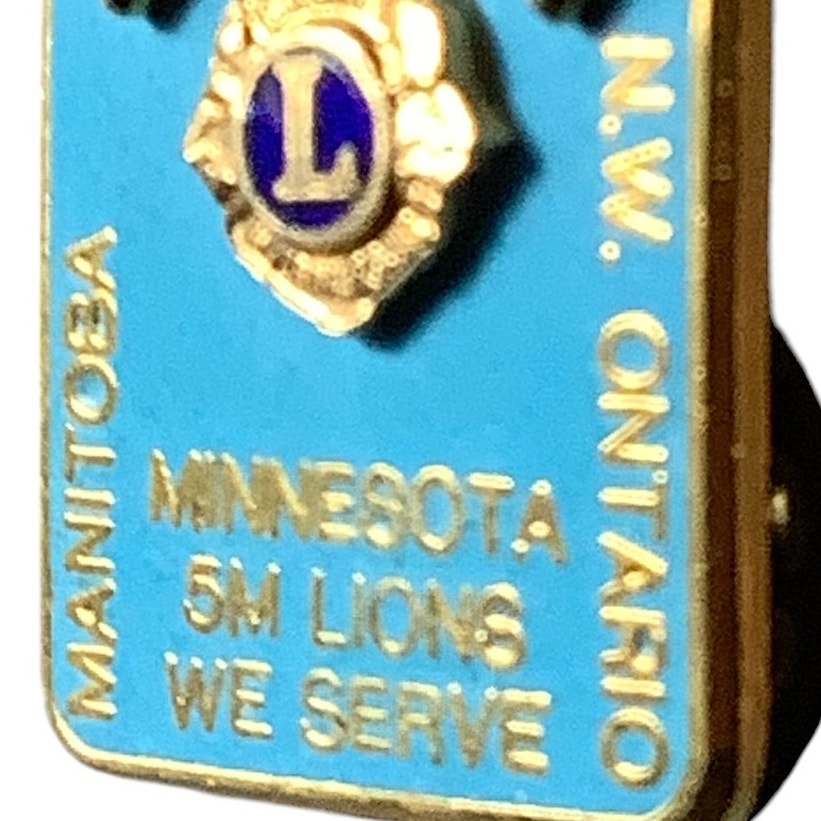 L
MANITOBA
N.W. ONTARIO
MINNESOTA
5M LIONS
WE SERVE